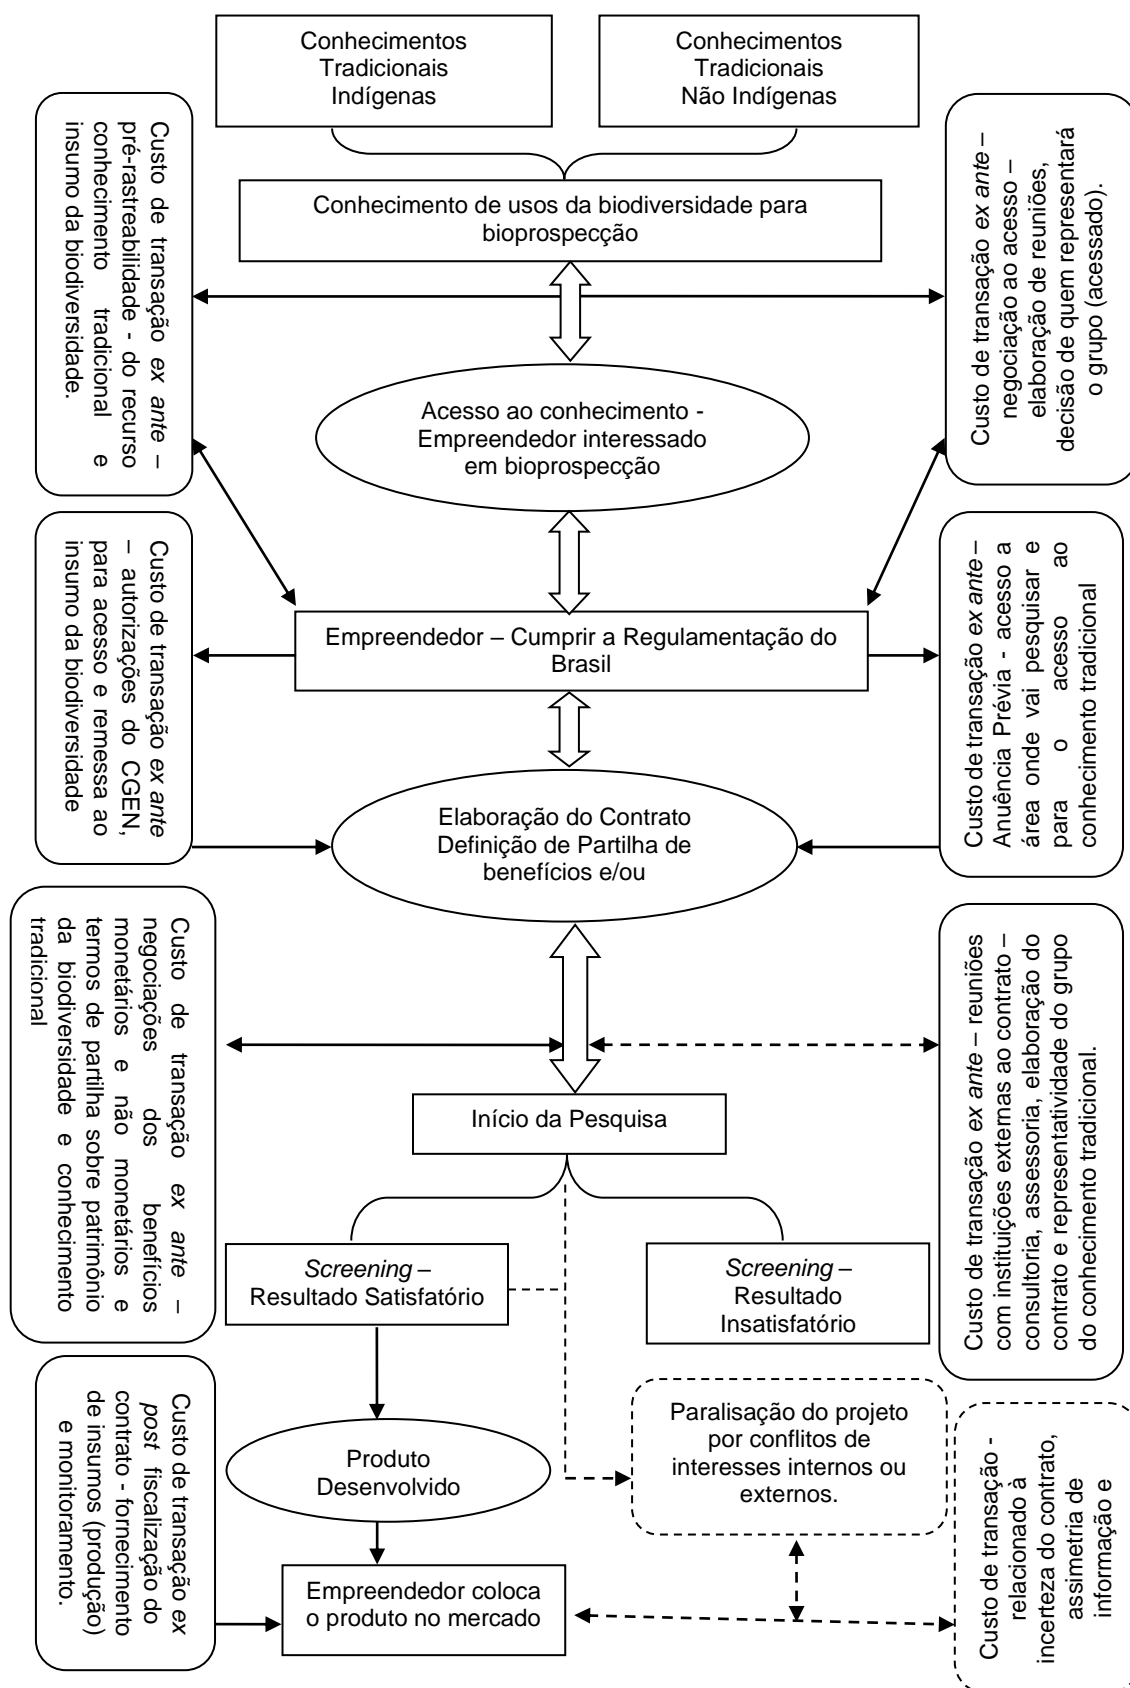 Conhecimentos
Tradicionais
Indígenas
Conhecimentos
Tradicionais
Não Indígenas
Custo de transação ex ante –
pré-rastreabilidade - do recurso
conhecimento tradicional e
insumo da biodiversidade.
Conhecimento de usos da biodiversidade para
bioprospecção
Custo de transação ex ante –
negociação ao acesso –
elaboração de reuniões,
decisão de quem representará
o grupo (acessado).
Acesso ao conhecimento -
Empreendedor interessado
em bioprospecção
Custo de transação ex ante
– autorizações do CGEN,
para acesso e remessa ao
insumo da biodiversidade
Empreendedor – Cumprir a Regulamentação do
Brasil
Custo de transação ex ante –
Anuência Prévia - acesso a
área onde vai pesquisar e
para o acesso ao
conhecimento tradicional
Elaboração do Contrato
Definição de Partilha de
benefícios e/ou
Custo de transação ex ante –
negociações dos benefícios
monetários e não monetários e
termos de partilha sobre patrimônio
da biodiversidade e conhecimento
tradicional
Custo de transação ex ante – reuniões
com instituições externas ao contrato –
consultoria, assessoria, elaboração do
contrato e representatividade do grupo
do conhecimento tradicional.
Início da Pesquisa
Screening –
Resultado Satisfatório
Screening –
Resultado
Insatisfatório
Custo de transação ex
post fiscalização do
contrato - fornecimento
de insumos (produção)
e monitoramento.
Produto
Desenvolvido
Paralisação do projeto
por conflitos de
interesses internos ou
externos.
Custo de transação -
relacionado à
incerteza do contrato,
assimetria de
informação e
Empreendedor coloca
o produto no mercado